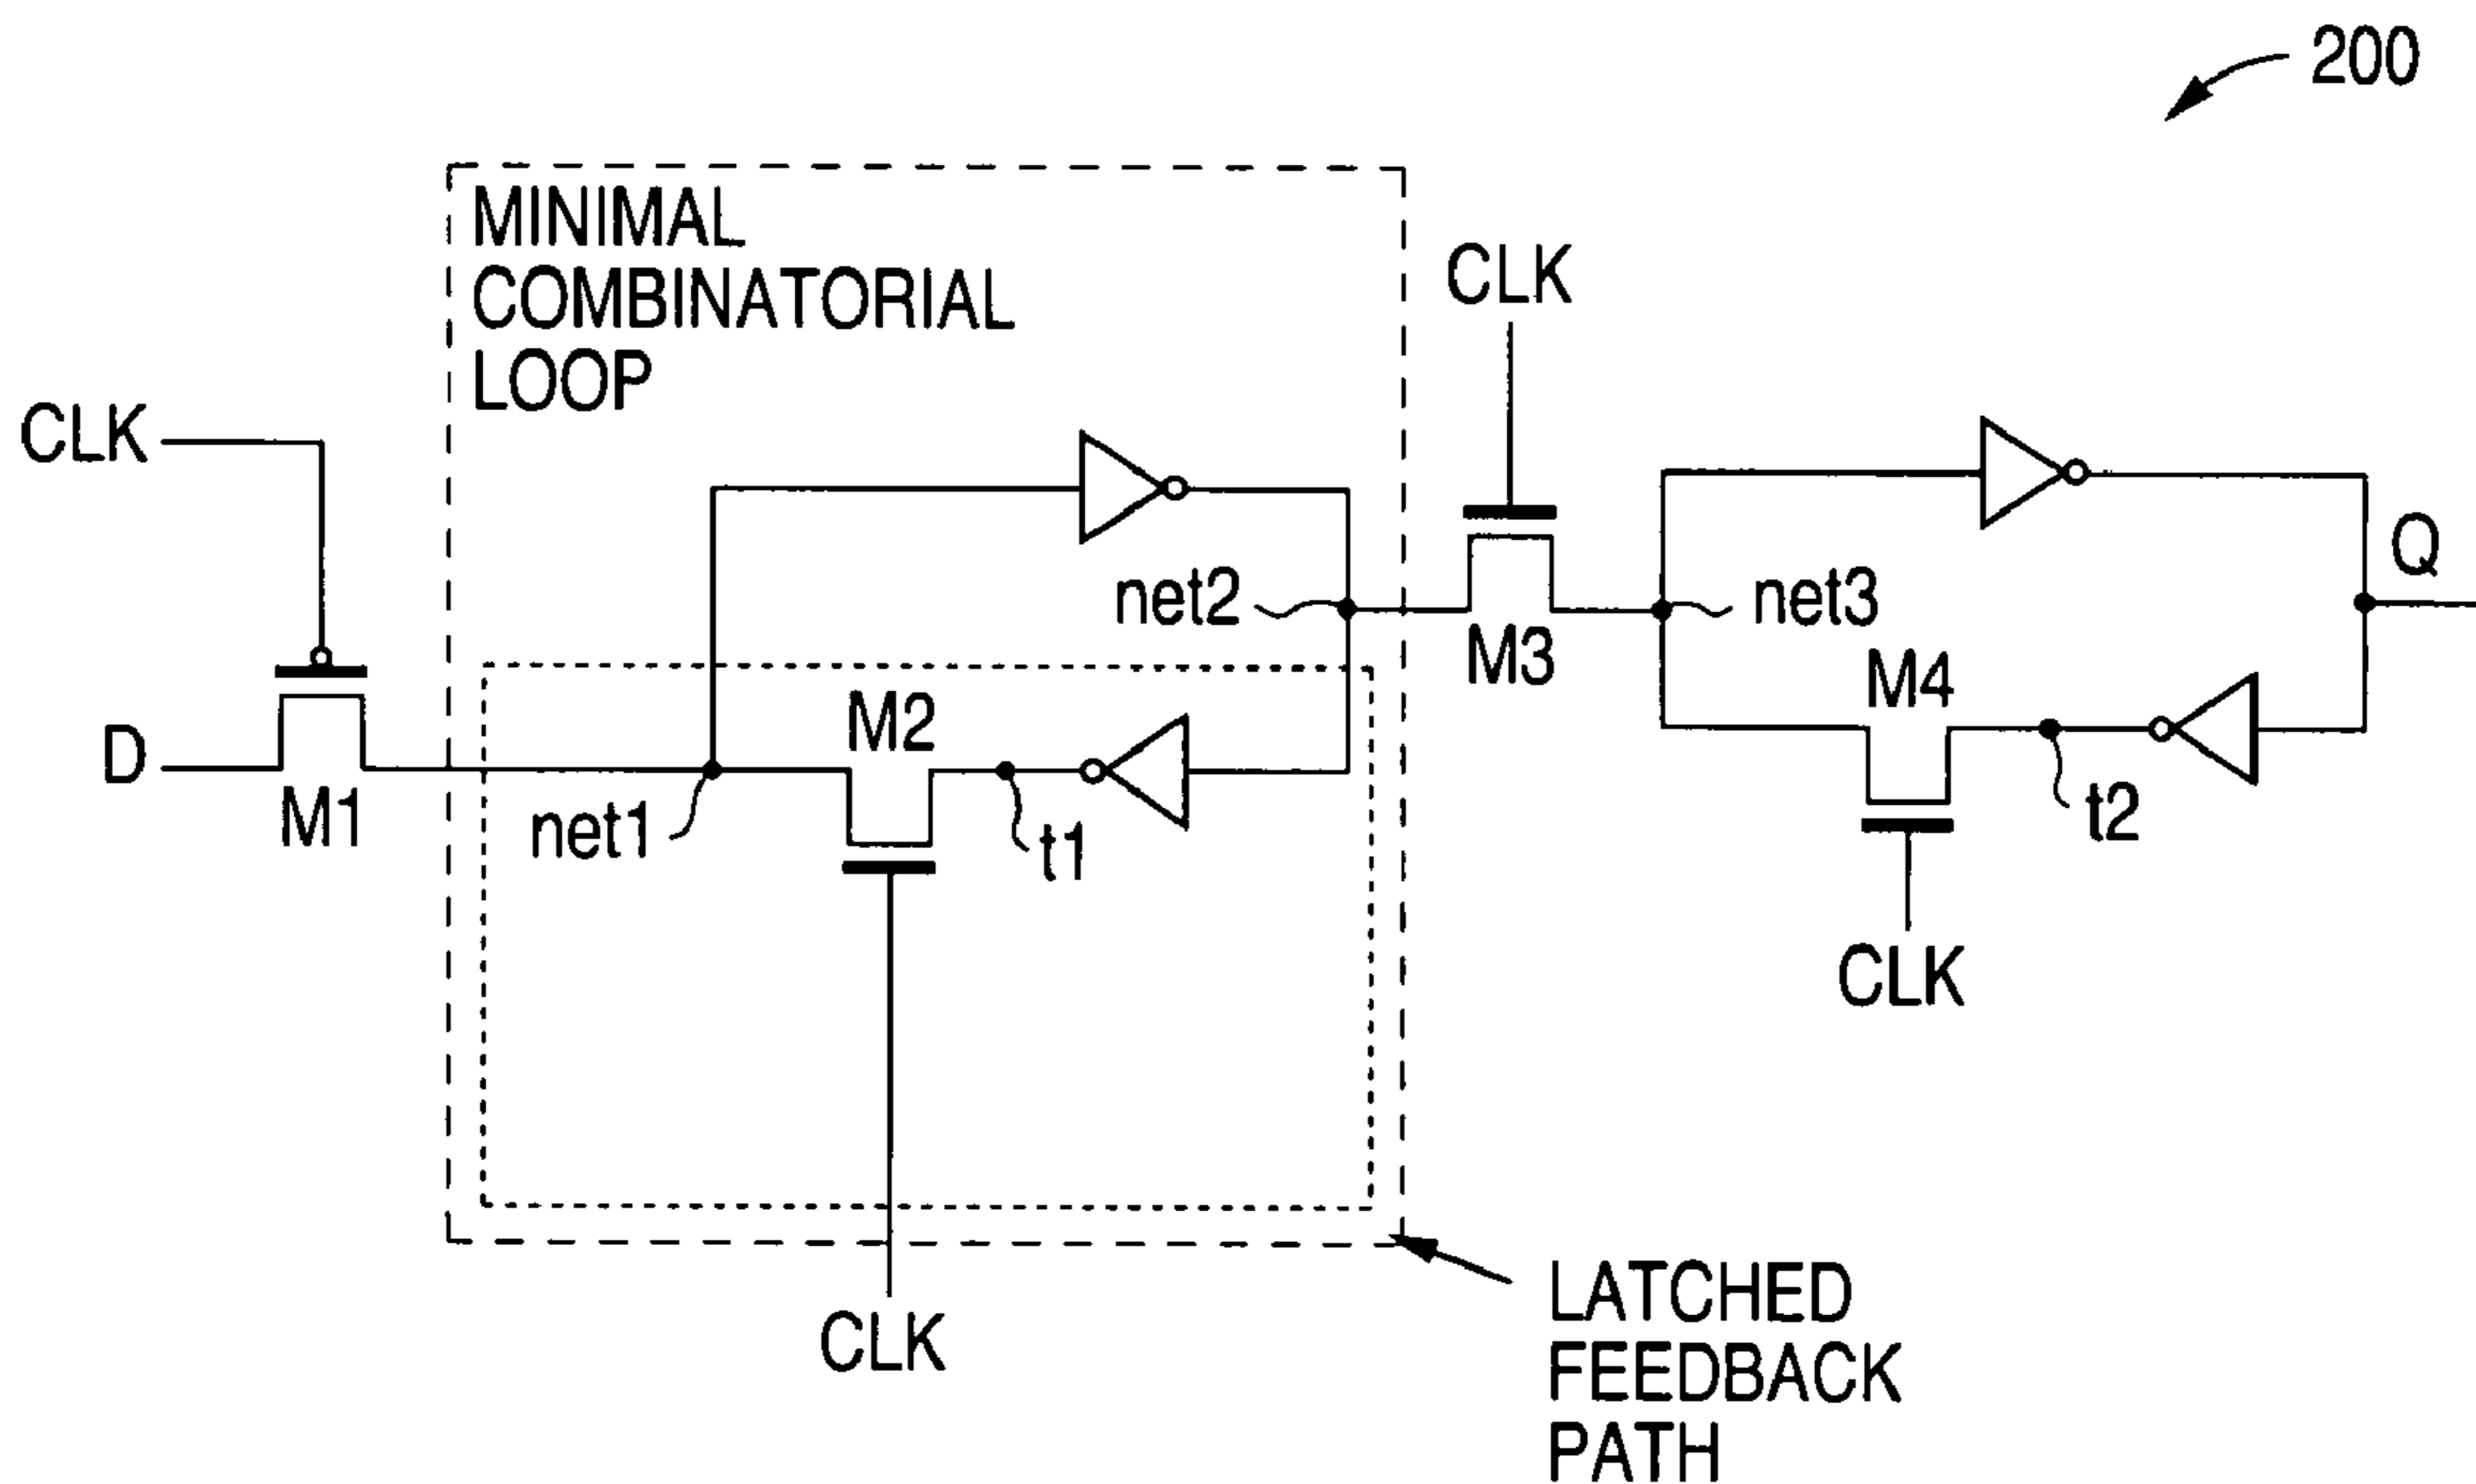 200
MINIMAL
COMBINATORIAL
LOOP
CLK
CLK
Q
net2
net3
M3
M4
M2
D
M1
net1
t1
t2
CLK
CLK
LATCHED
FEEDBACK
PATH